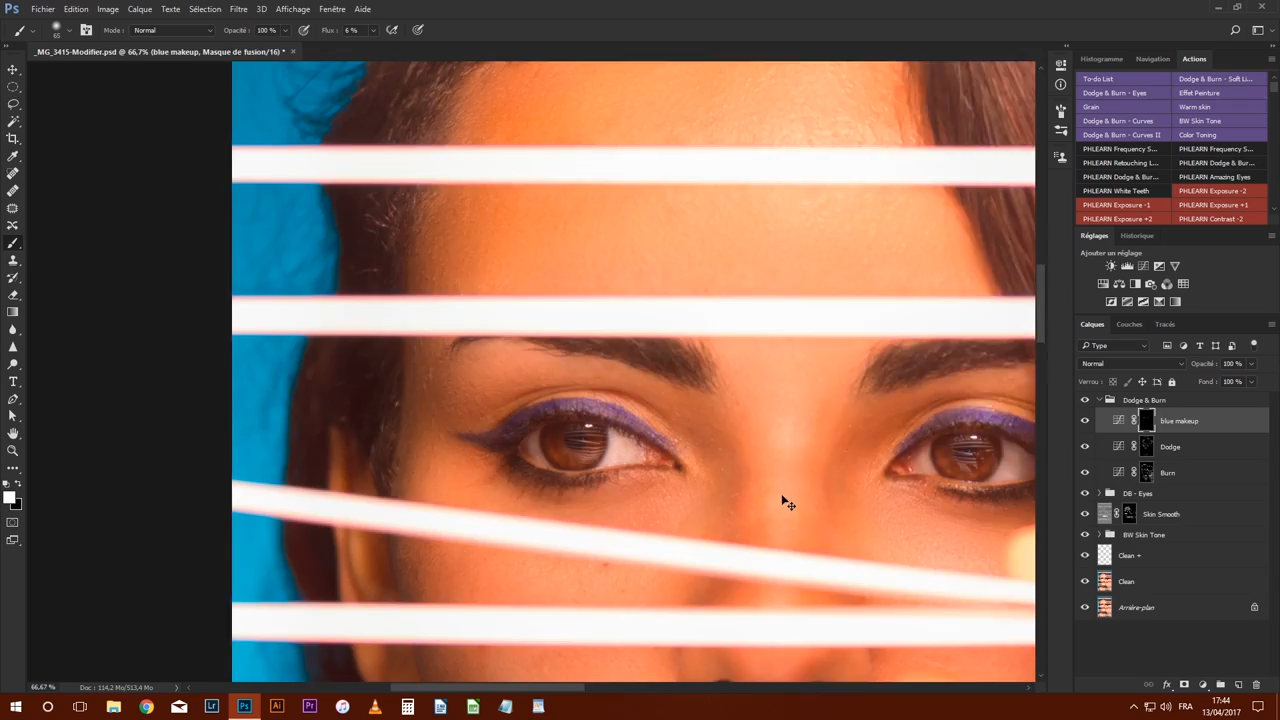 Ps Fichier Edition Image Calque Texte Sélection Filtre 3D Affichage Fenêtre Aide
65 Mode : Normal Opacité : 100 % Flux : 6 %
_MG_3415-Modifier.psd @ 66,7% (blue makeup, Masque de fusion/16) * ×
Histogramme Navigation Actions
To-do List Dodge & Burn - Soft Li...
Dodge & Burn - Eyes Effet Peinture
Grain Warm skin
Dodge & Burn - Curves BW Skin Tone
Dodge & Burn - Curves II Color Toning
PHLEARN Frequency S... PHLEARN Frequency S...
PHLEARN Retouching L... PHLEARN Dodge & Bur...
PHLEARN Dodge & Bur... PHLEARN Amazing Eyes
PHLEARN White Teeth PHLEARN Exposure -2
PHLEARN Exposure -1 PHLEARN Exposure +1
PHLEARN Exposure +2 PHLEARN Contrast -2
Réglages Historique
Ajouter un réglage
Calques Couches Tracés
Type
Normal Opacité : 100 %
Verrou : Fond : 100 %
Dodge & Burn
blue makeup
Dodge
Burn
DB - Eyes
Skin Smooth
BW Skin Tone
Clean +
Clean
Arrière-plan
66.67 % Doc : 114,2 Mo/513,4 Mo
Lr Ps Ai Pr FR 17:44
13/04/2017